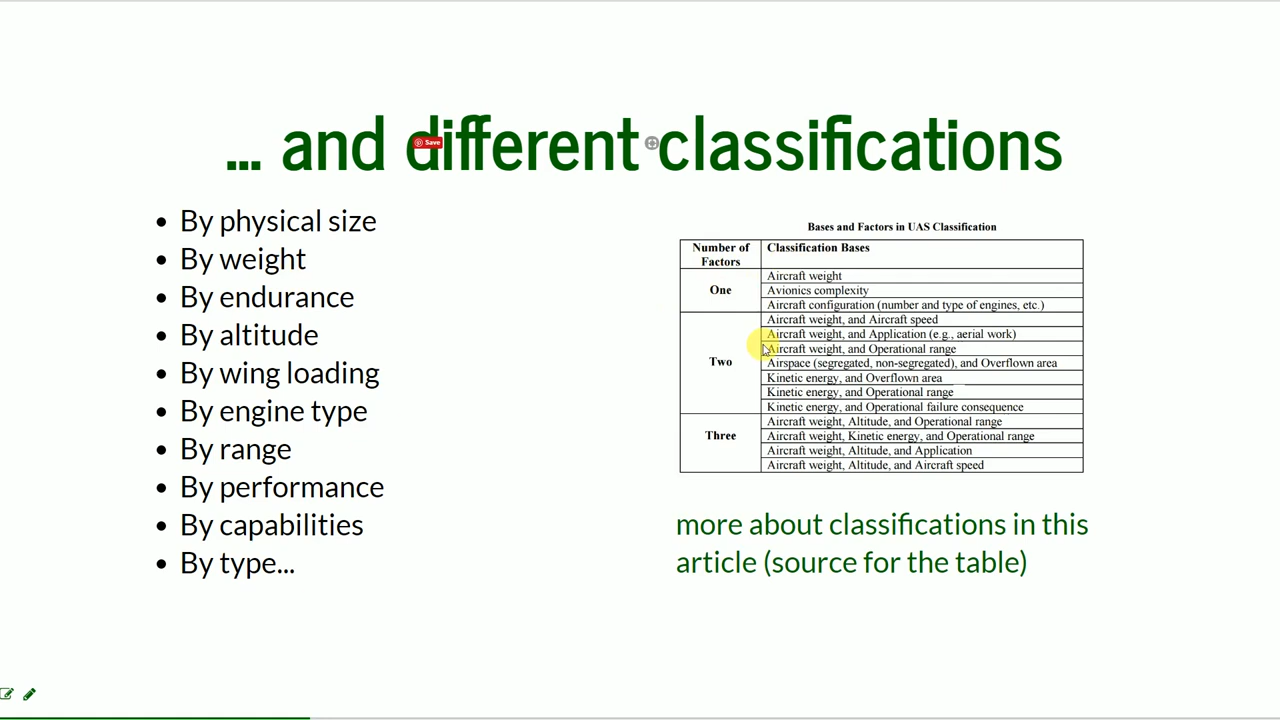 ... and different classifications
Save
By physical size
By weight
By endurance
By altitude
By wing loading
By engine type
By range
By performance
By capabilities
By type...
Bases and Factors in UAS Classification
Number of Factors
Classification Bases
One
Aircraft weight
Avionics complexity
Aircraft configuration (number and type of engines, etc.)
Two
Aircraft weight, and Aircraft speed
Aircraft weight, and Application (e.g., aerial work)
Aircraft weight, and Operational range
Airspace (segregated, non-segregated), and Overflown area
Kinetic energy, and Overflown area
Kinetic energy, and Operational range
Kinetic energy, and Operational failure consequence
Three
Aircraft weight, Altitude, and Operational range
Aircraft weight, Kinetic energy, and Operational range
Aircraft weight, Altitude, and Application
Aircraft weight, Altitude, and Aircraft speed
more about classifications in this
article (source for the table)